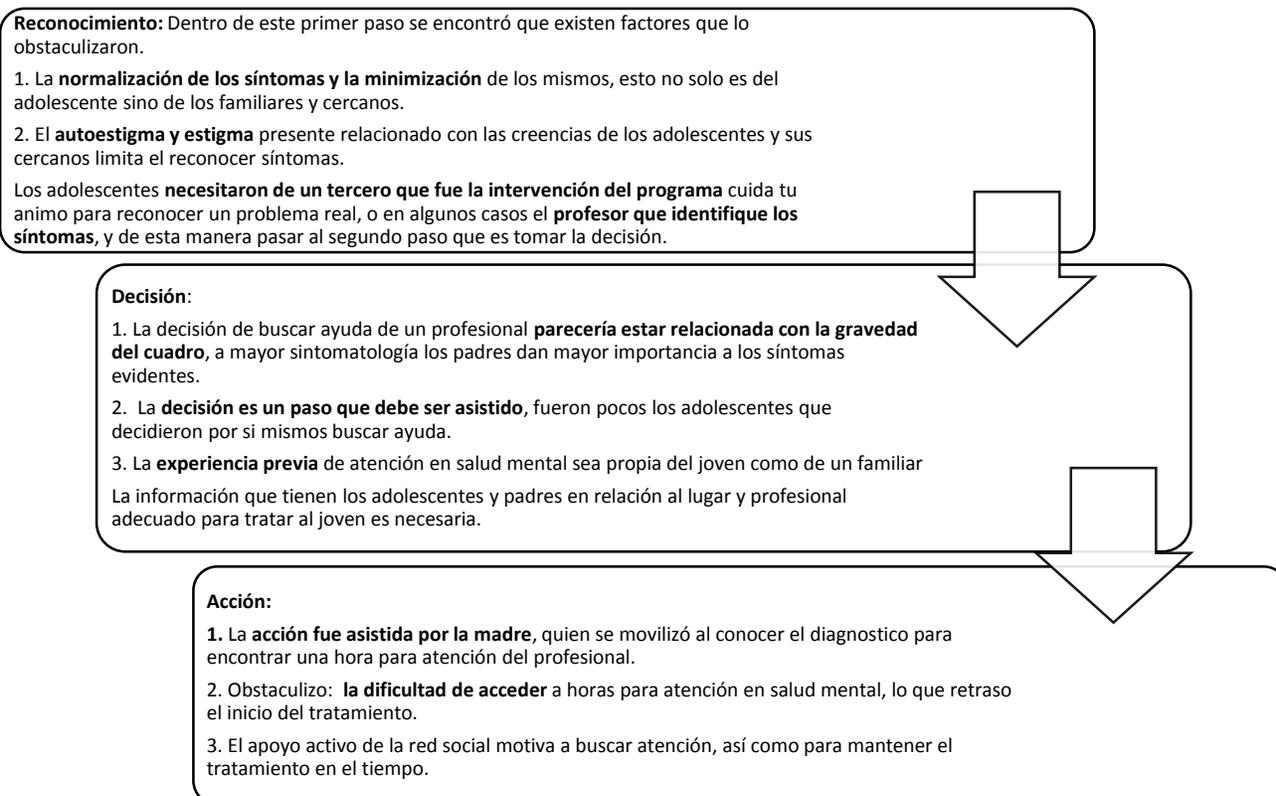 Reconocimiento: Dentro de este primer paso se encontró que existen factores que lo
obstaculizaron.
1. La normalización de los síntomas y la minimización de los mismos, esto no solo es del
adolescente sino de los familiares y cercanos.
2. El autoestigma y estigma presente relacionado con las creencias de los adolescentes y sus
cercanos limita el reconocer síntomas.
Los adolescentes necesitaron de un tercero que fue la intervención del programa cuida tu
animo para reconocer un problema real, o en algunos casos el profesor que identifique los
síntomas, y de esta manera pasar al segundo paso que es tomar la decisión.
Decisión:
1. La decisión de buscar ayuda de un profesional parecería estar relacionada con la gravedad
del cuadro, a mayor sintomatología los padres dan mayor importancia a los síntomas
evidentes.
2. La decisión es un paso que debe ser asistido, fueron pocos los adolescentes que
decidieron por si mismos buscar ayuda.
3. La experiencia previa de atención en salud mental sea propia del joven como de un familiar
La información que tienen los adolescentes y padres en relación al lugar y profesional
adecuado para tratar al joven es necesaria.
Acción:
1. La acción fue asistida por la madre, quien se movilizó al conocer el diagnostico para
encontrar una hora para atención del profesional.
2. Obstaculizo: la dificultad de acceder a horas para atención en salud mental, lo que retraso
el inicio del tratamiento.
3. El apoyo activo de la red social motiva a buscar atención, así como para mantener el
tratamiento en el tiempo.